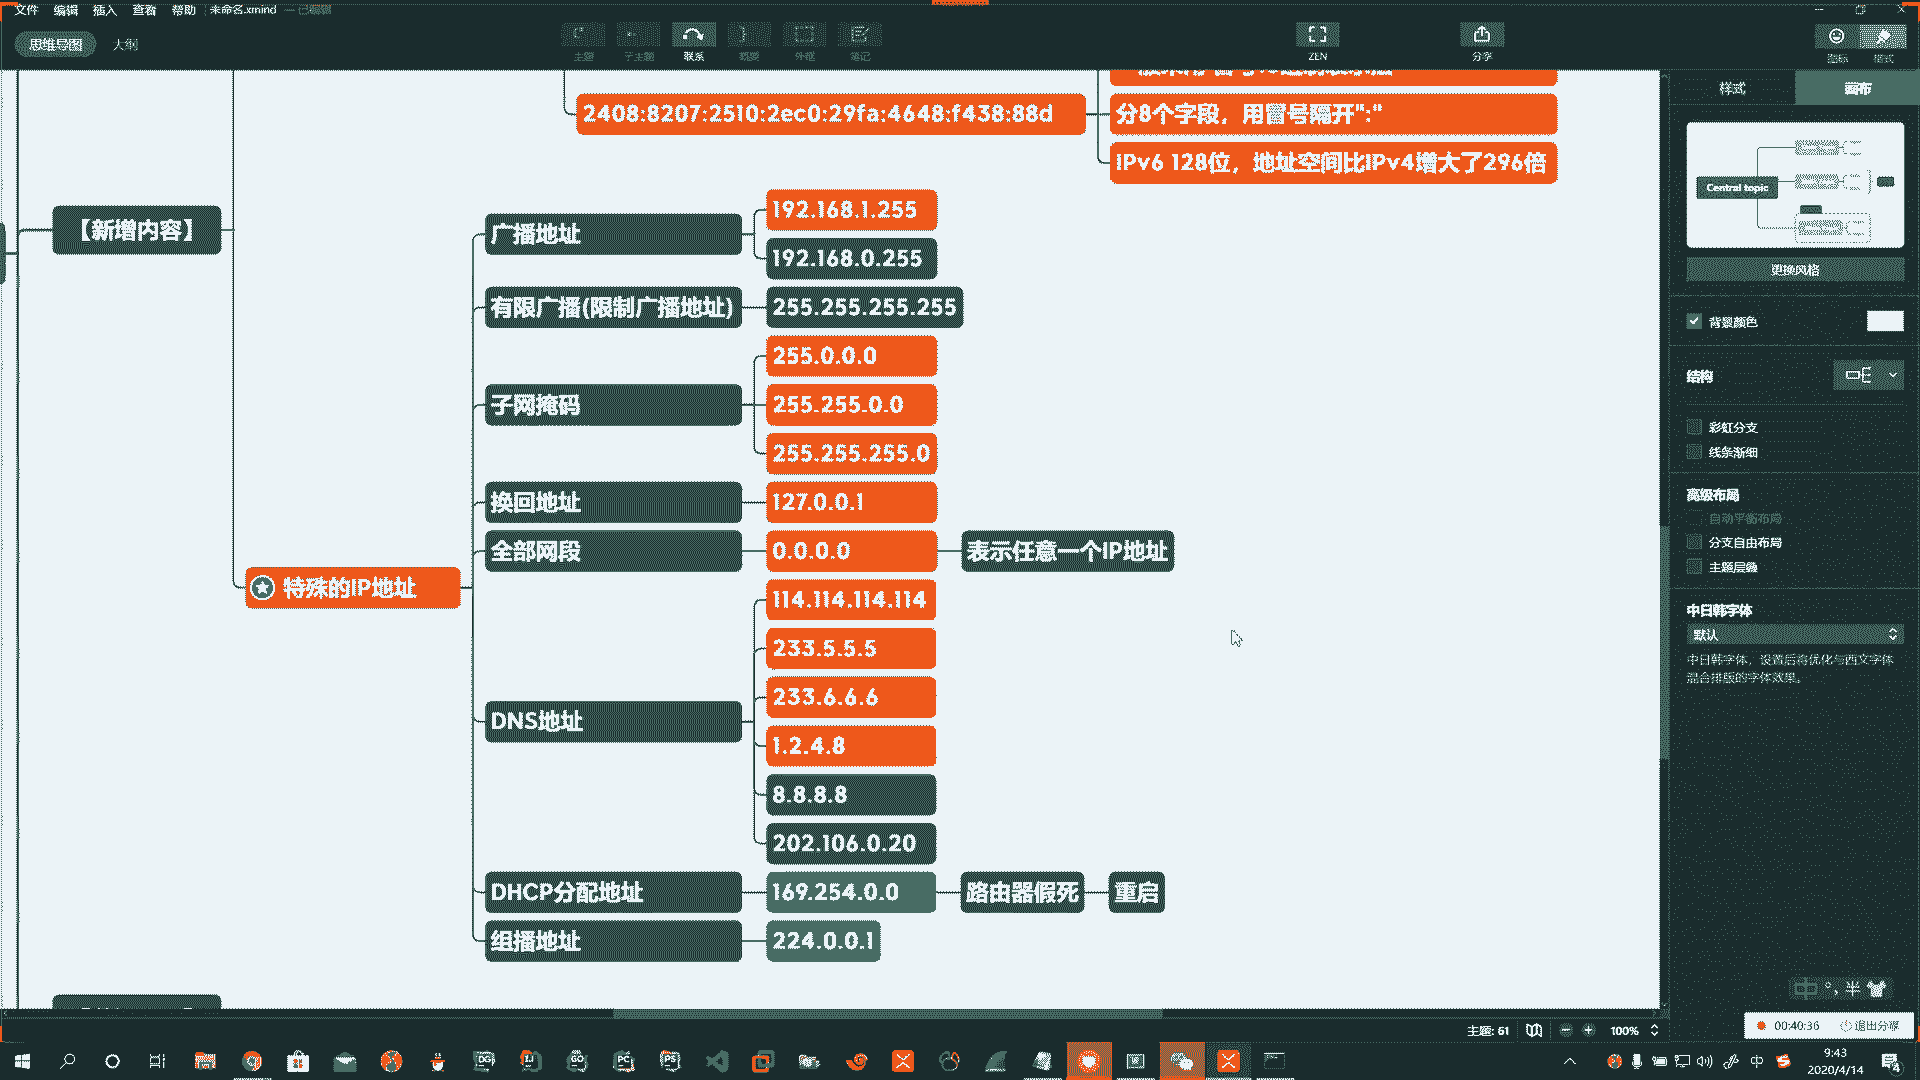 文件 编辑 插入 查看 帮助 未命名.xmind — 已编辑
思维导图 大纲
主题 子主题 联系 概要 外框 笔记 ZEN 分享 图标 格式
样式 画布
2408:8207:2510:2ec0:29fa:4648:f438:88d
分8个字段，用冒号隔开":"
IPv6 128位，地址空间比IPv4增大了296倍
【新增内容】
特殊的IP地址
广播地址
192.168.1.255
192.168.0.255
有限广播(限制广播地址)
255.255.255.255
子网掩码
255.0.0.0
255.255.0.0
255.255.255.0
换回地址
127.0.0.1
全部网段
0.0.0.0
表示任意一个IP地址
DNS地址
114.114.114.114
233.5.5.5
233.6.6.6
1.2.4.8
8.8.8.8
202.106.0.20
DHCP分配地址
169.254.0.0
路由器假死
重启
组播地址
224.0.0.1
Central topic
更换风格
背景颜色
结构
彩虹分支
线条渐细
高级布局
自动平衡布局
分支自由布局
主题层叠
中日韩字体
默认
中日韩字体，设置后将优化与西文字体
混合排版的字体效果。
主题: 61
100%
00:40:36 退出分享
DG IJ GO PC PS
中
9:43
2020/4/14
4